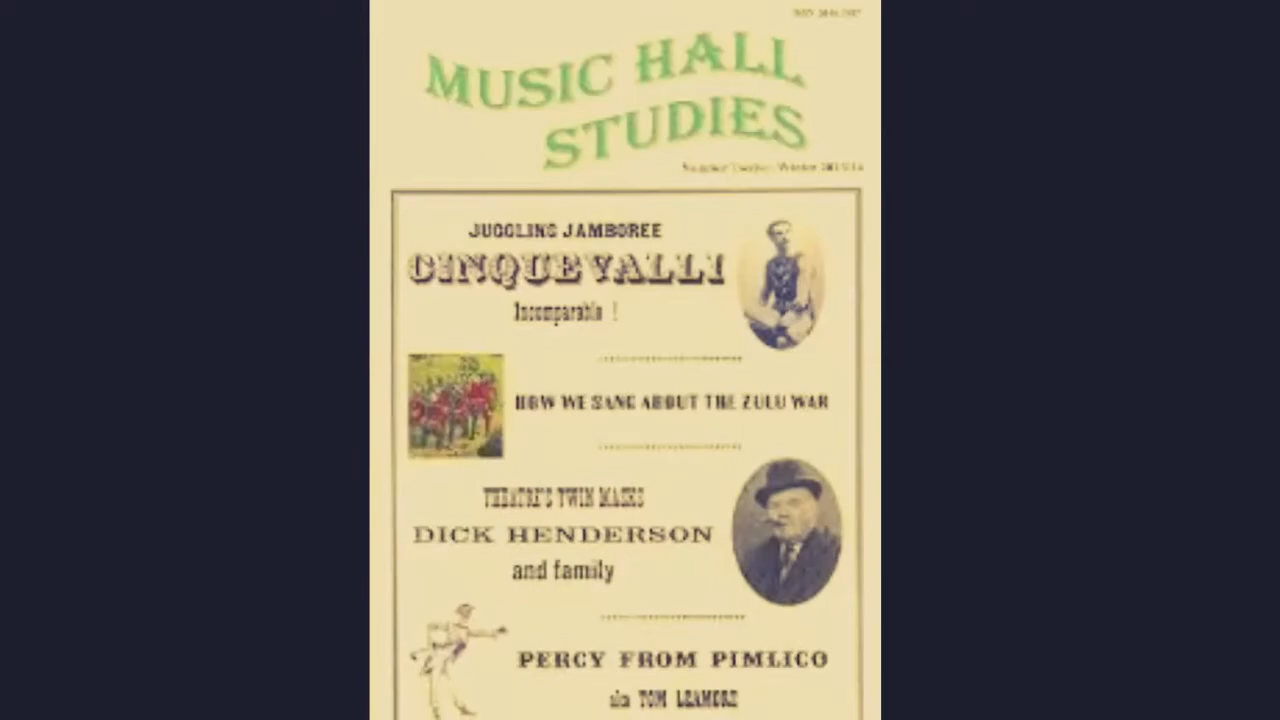 MUSIC HALL
STUDIES
JUGGLING JAMBOREE
CINQUEVALLI
Incomparable !
HOW WE SANG ABOUT THE ZULU WAR
THEATRE'S TWIN MASKS
DICK HENDERSON
and family
PERCY FROM PIMLICO
aka TOM LEAMORE